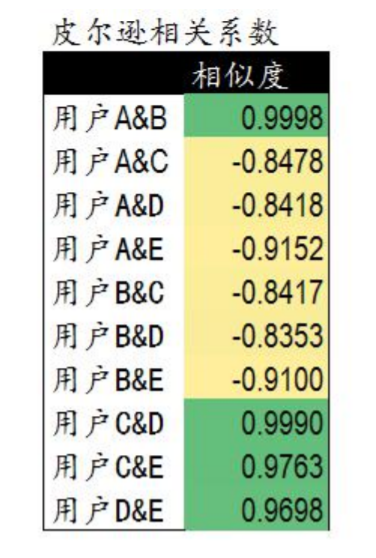 皮尔逊相关系数
相似度
用户A&B 0.9998
用户A&C -0.8478
用户A&D -0.8418
用户A&E -0.9152
用户B&C -0.8417
用户B&D -0.8353
用户B&E -0.9100
用户C&D 0.9990
用户C&E 0.9763
用户D&E 0.9698